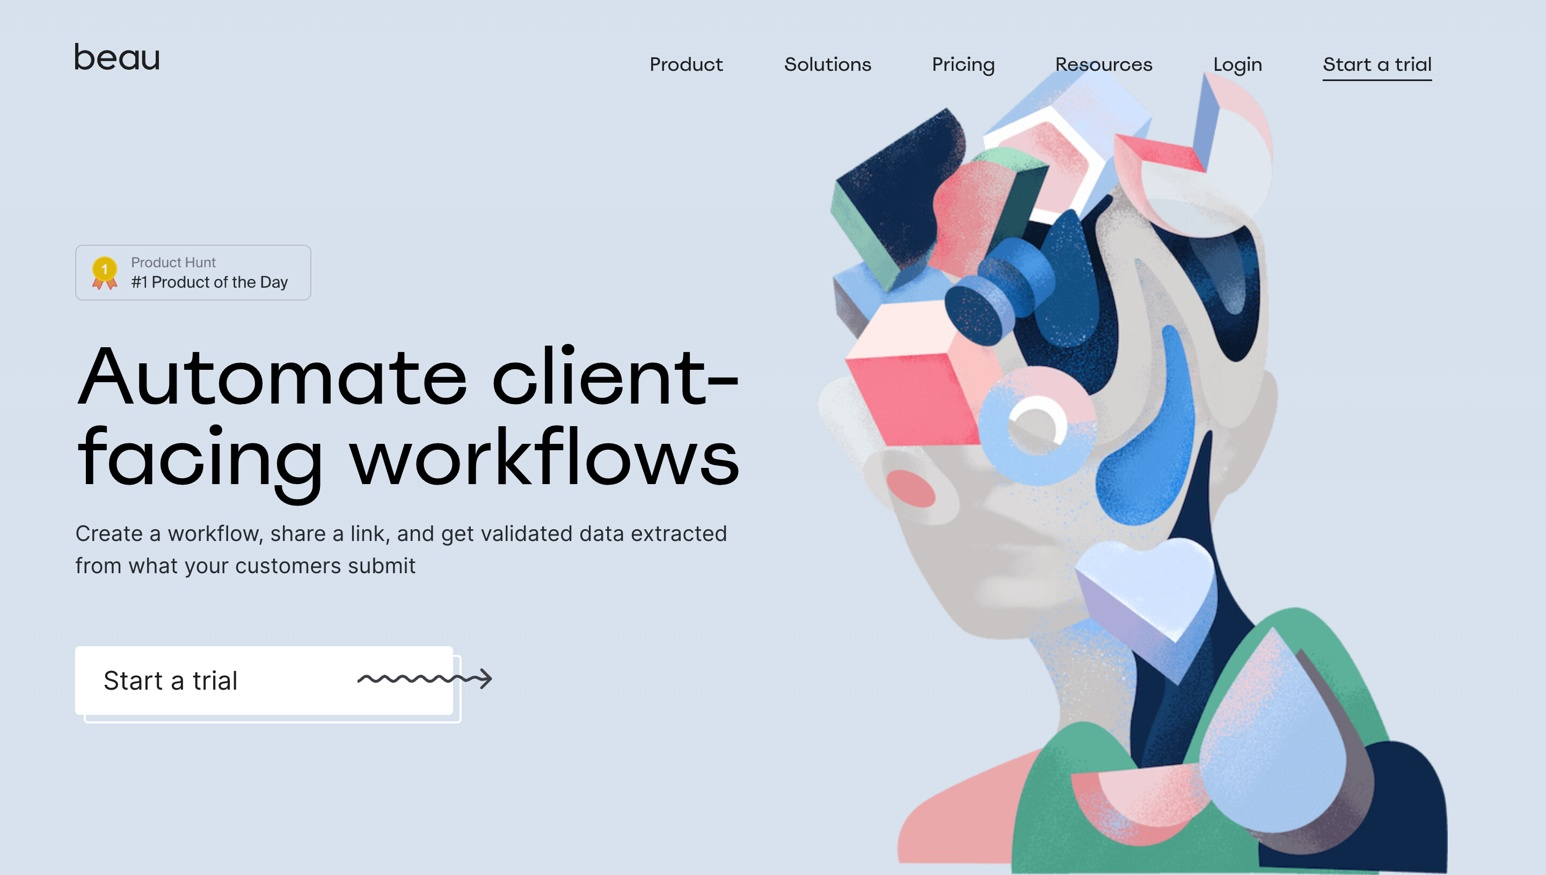 beau
Product
Solutions
Pricing
Resources
Login
Start a trial
1
Product Hunt
#1 Product of the Day
Automate client-
facing workflows
Create a workflow, share a link, and get validated data extracted
from what your customers submit
Start a trial